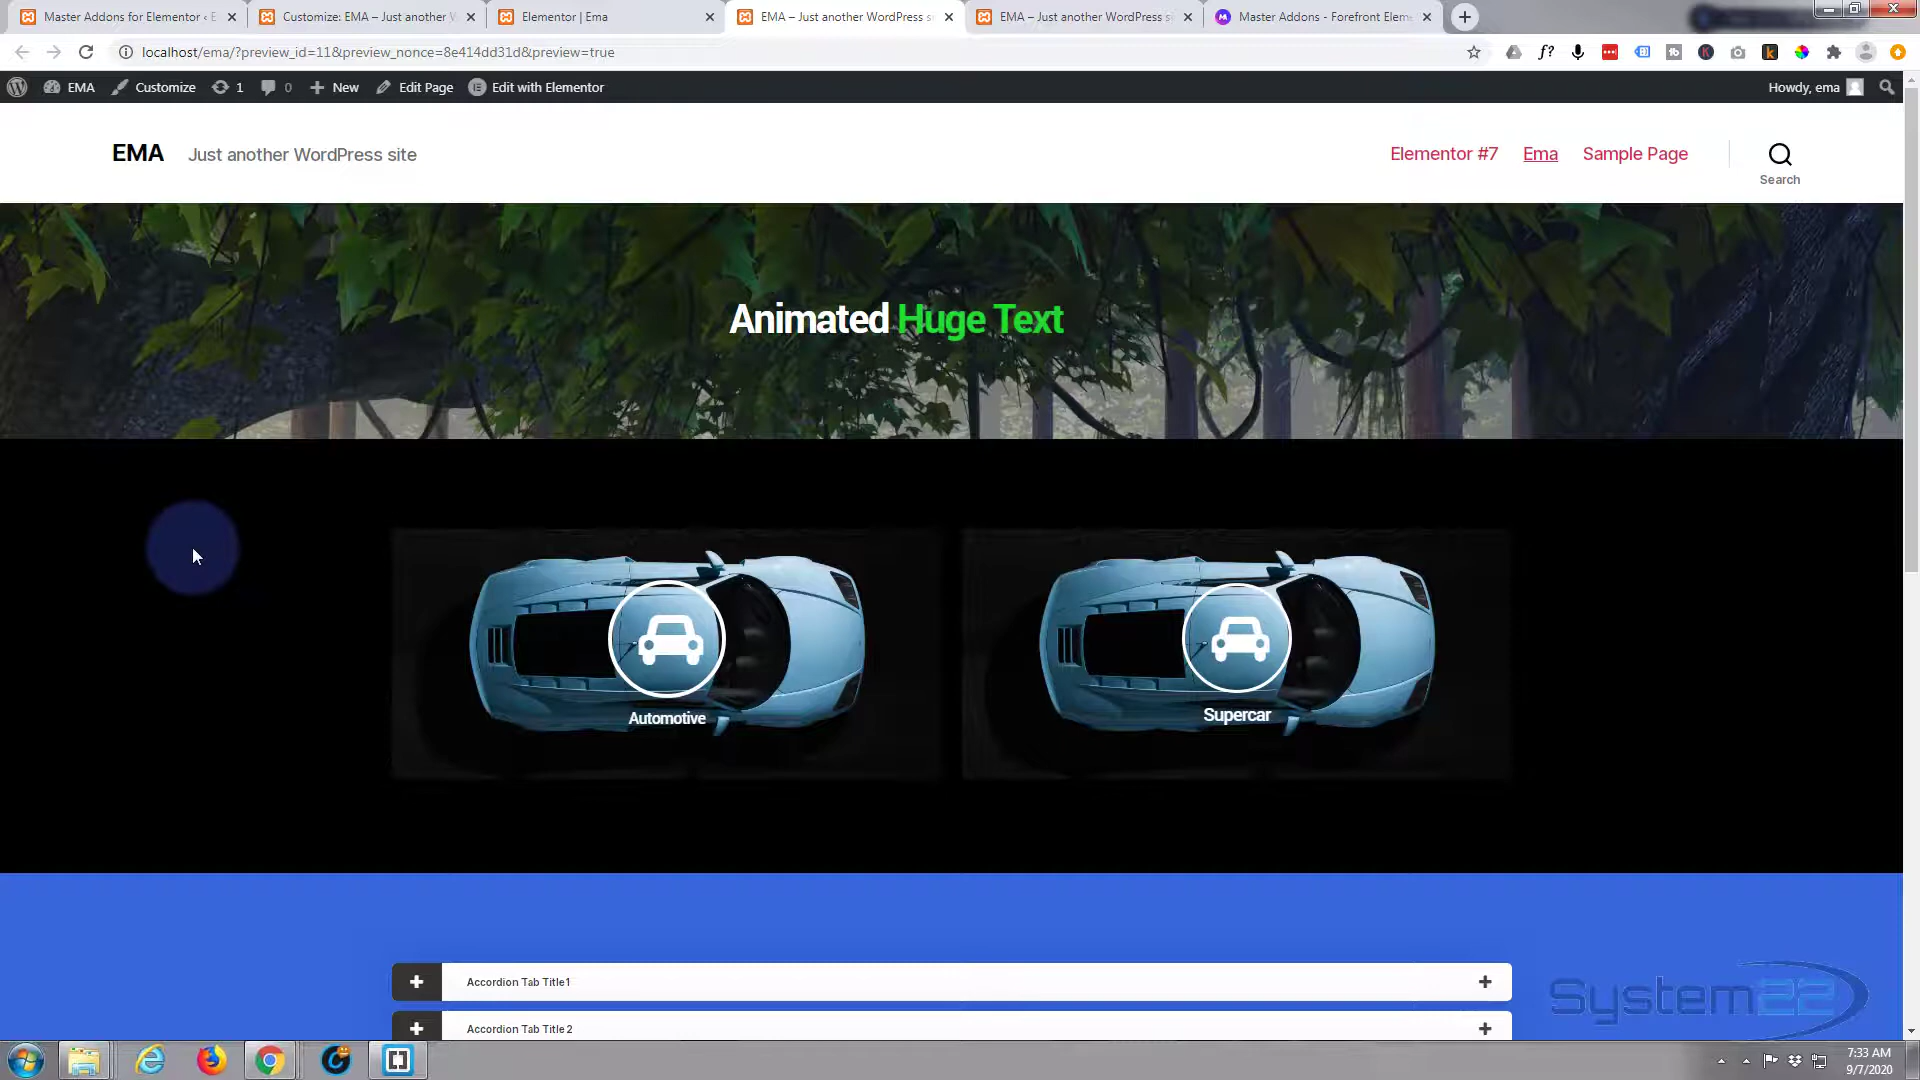 Master Addons for Elementor ‹ E
Customize: EMA – Just another W
Elementor | Ema
EMA – Just another WordPress s
EMA – Just another WordPress s
Master Addons - Forefront Eleme
localhost/ema/?preview_id=11&preview_nonce=8e414dd31d&preview=true
EMA
Customize
1
0
New
Edit Page
Edit with Elementor
Howdy, ema
EMA
Just another WordPress site
Elementor #7
Ema
Sample Page
Search
Animated Huge Text
Automotive
Supercar
Accordion Tab Title1
Accordion Tab Title2
System22
7:33 AM
9/7/2020